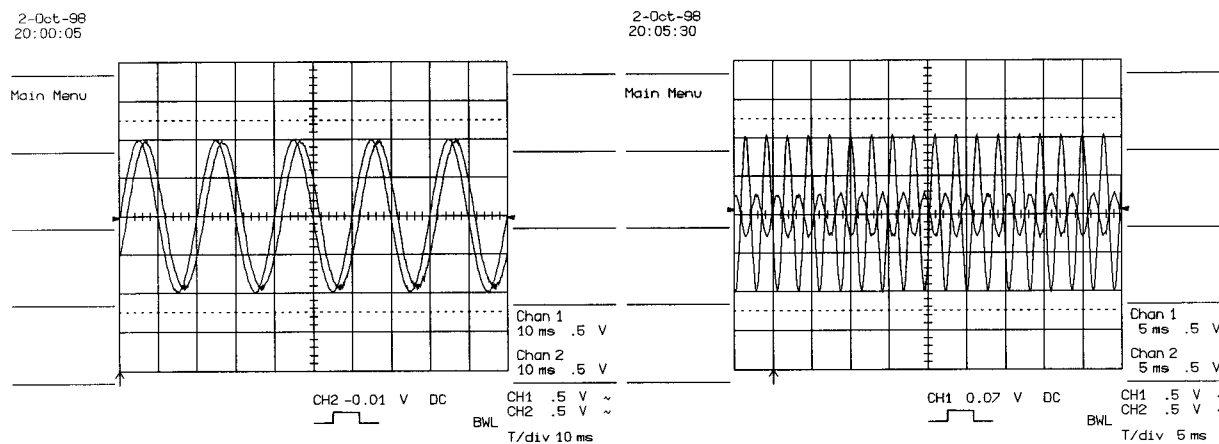 2-Oct-98
20:00:05
Main Menu
Chan 1
10 ms .5 V
Chan 2
10 ms .5 V
CH2 -0.01 V DC
CH1 .5 V ~
CH2 .5 V ~
BWL
T/div 10 ms
2-Oct-98
20:05:30
Main Menu
Chan 1
5 ms .5 V
Chan 2
5 ms .5 V
CH1 0.07 V DC
CH1 .5 V ~
CH2 .5 V ~
BWL
T/div 5 ms